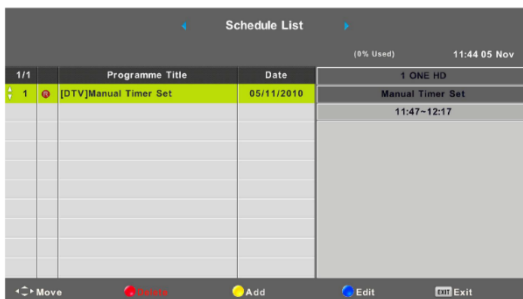 Schedule List
(0% Used) 11:44 05 Nov
1/1 Programme Title Date 1 ONE HD
1 R [DTV]Manual Timer Set 05/11/2010 Manual Timer Set
11:47~12:17
Move Delete Add Edit EXIT Exit